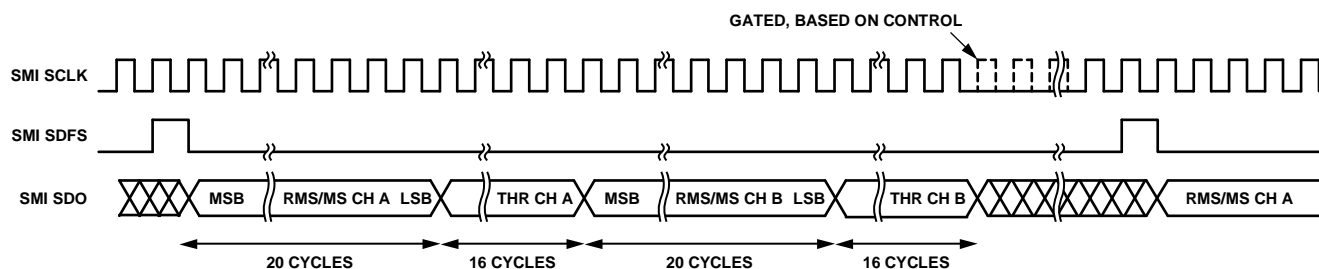 GATED, BASED ON CONTROL
SMI SCLK
SMI SDFS
SMI SDO
MSB RMS/MS CH A LSB THR CH A MSB RMS/MS CH B LSB THR CH B RMS/MS CH A
20 CYCLES 16 CYCLES 20 CYCLES 16 CYCLES